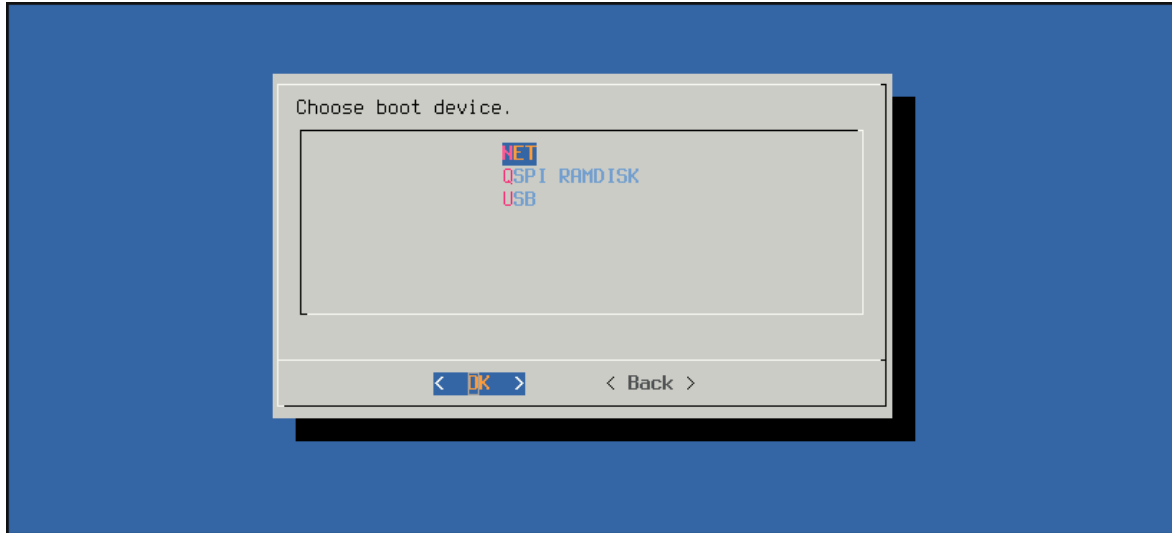 Choose boot device.
NET
QSPI RAMDISK
USB
< OK > < Back >